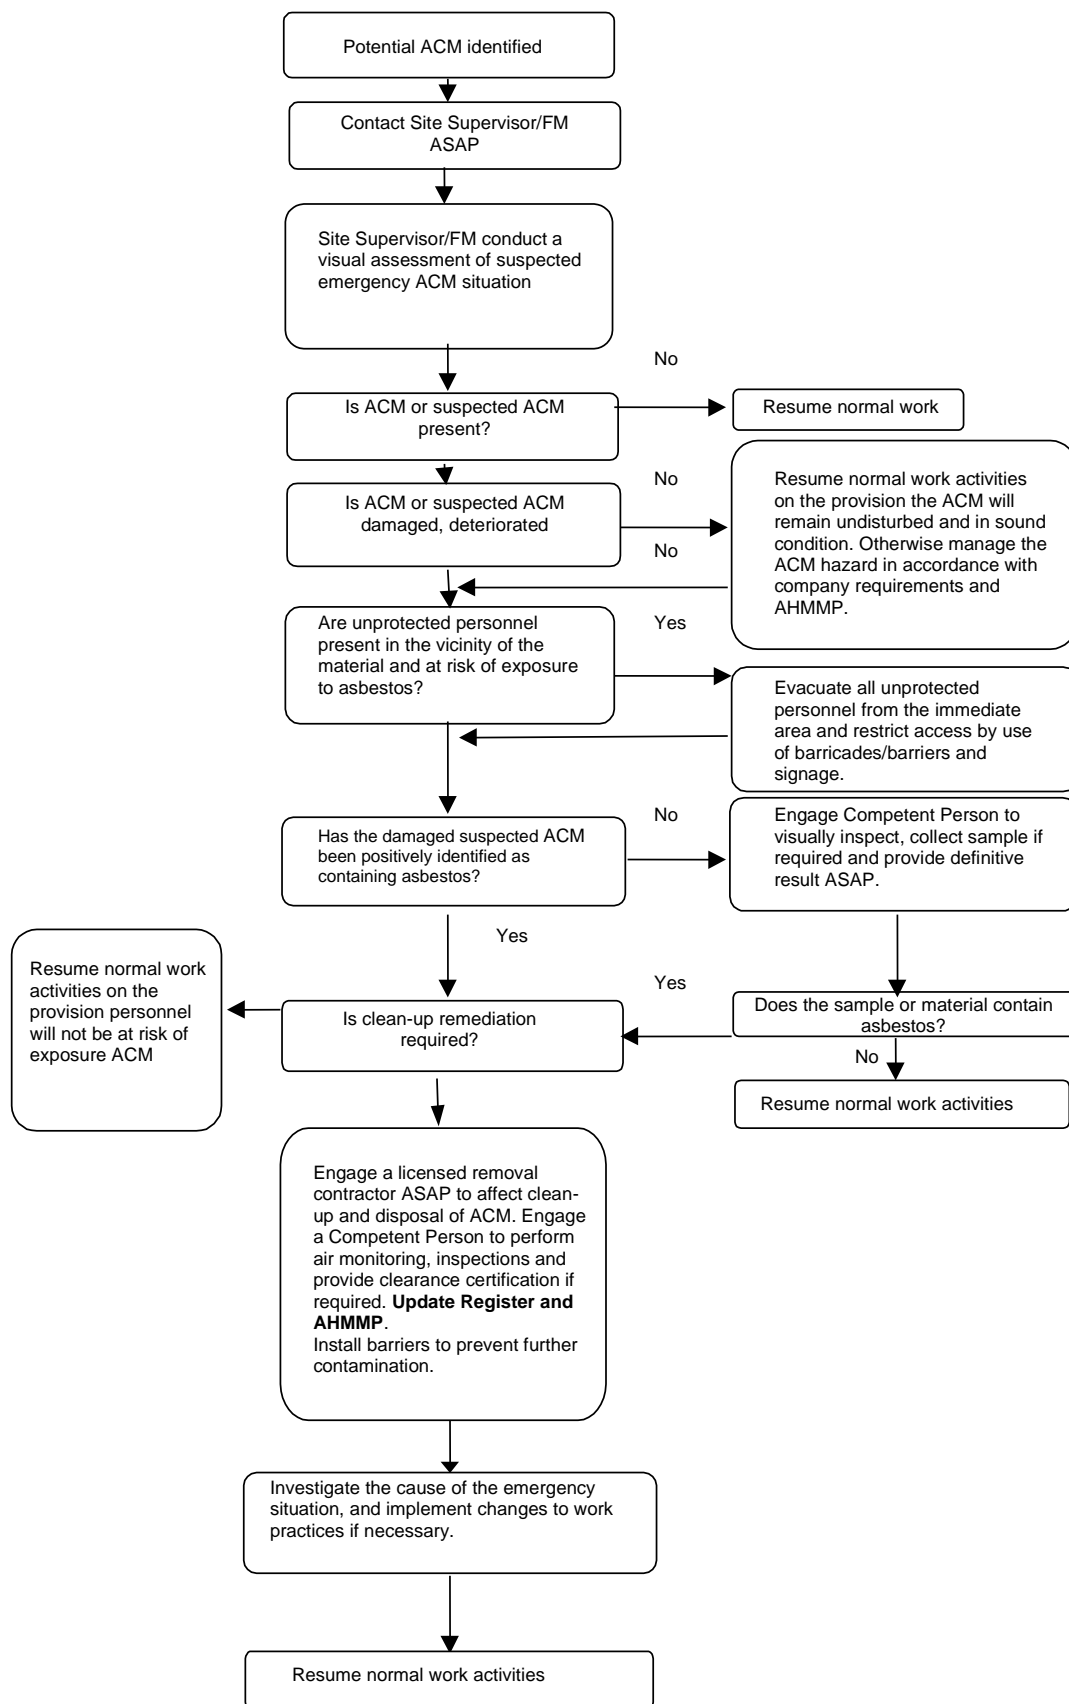 Potential ACM identified
Contact Site Supervisor/FM
ASAP
Site Supervisor/FM conduct a
visual assessment of suspected
emergency ACM situation
No
Is ACM or suspected ACM
present?
Resume normal work
No
Is ACM or suspected ACM
damaged, deteriorated
No
Resume normal work activities
on the provision the ACM will
remain undisturbed and in sound
condition. Otherwise manage the
ACM hazard in accordance with
company requirements and
AHMMP.
Are unprotected personnel
present in the vicinity of the
material and at risk of exposure
to asbestos?
Yes
Evacuate all unprotected
personnel from the immediate
area and restrict access by use
of barricades/barriers and
signage.
Has the damaged suspected ACM
been positively identified as
containing asbestos?
No
Engage Competent Person to
visually inspect, collect sample if
required and provide definitive
result ASAP.
Yes
Resume normal work
activities on the
provision personnel
will not be at risk of
exposure ACM
Is clean-up remediation
required?
Yes
Does the sample or material contain
asbestos?
No
Resume normal work activities
Engage a licensed removal
contractor ASAP to affect clean-
up and disposal of ACM. Engage
a Competent Person to perform
air monitoring, inspections and
provide clearance certification if
required. Update Register and
AHMMP.
Install barriers to prevent further
contamination.
Investigate the cause of the emergency
situation, and implement changes to work
practices if necessary.
Resume normal work activities